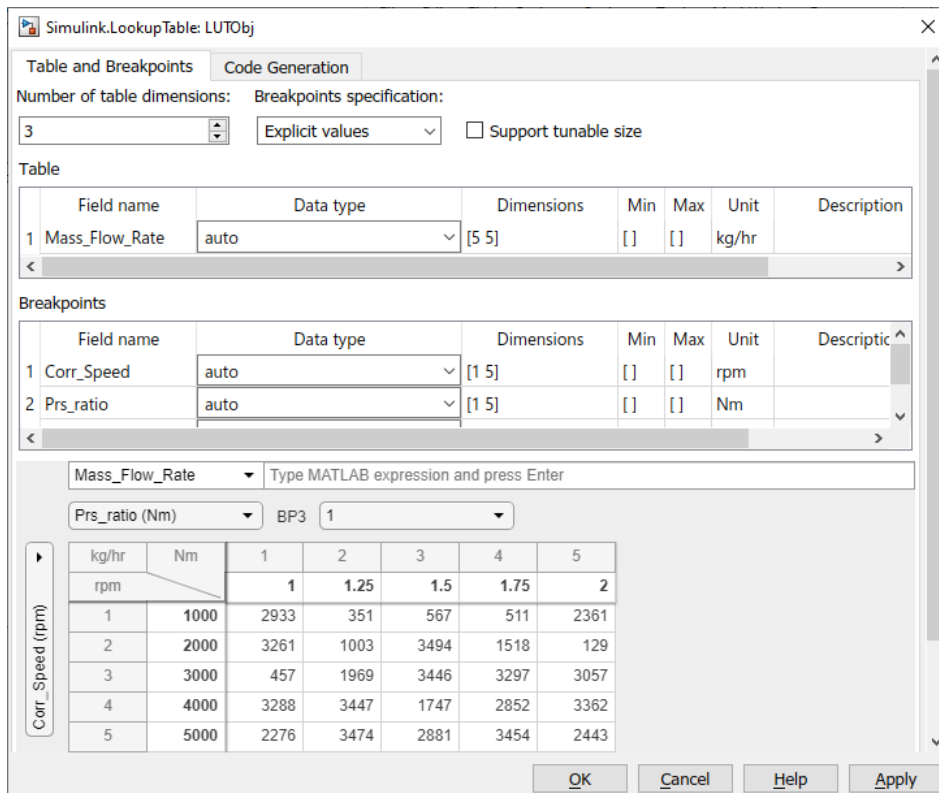 Simulink.LookupTable: LUTObj
Table and Breakpoints Code Generation
Number of table dimensions: Breakpoints specification:
3 Explicit values Support tunable size
Table
Field name Data type Dimensions Min Max Unit Description
1 Mass_Flow_Rate auto [5 5] [ ] [ ] kg/hr
Breakpoints
Field name Data type Dimensions Min Max Unit Descriptic
1 Corr_Speed auto [1 5] [ ] [ ] rpm
2 Prs_ratio auto [1 5] [ ] [ ] Nm
Mass_Flow_Rate Type MATLAB expression and press Enter
Prs_ratio (Nm) BP3 1
Corr_Speed (rpm)
kg/hr Nm 1 2 3 4 5
rpm 1 1.25 1.5 1.75 2
1 1000 2933 351 567 511 2361
2 2000 3261 1003 3494 1518 129
3 3000 457 1969 3446 3297 3057
4 4000 3288 3447 1747 2852 3362
5 5000 2276 3474 2881 3454 2443
OK Cancel Help Apply